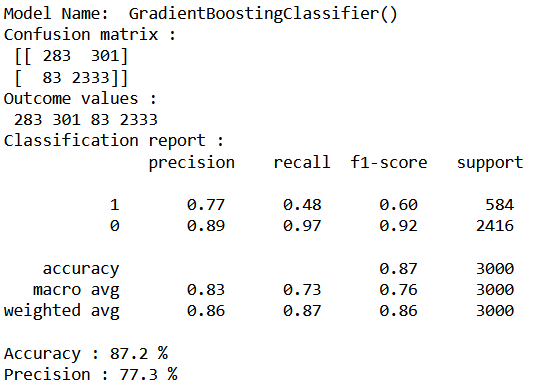 Model Name:  GradientBoostingClassifier()
Confusion matrix :
 [[ 283  301]
 [  83 2333]]
Outcome values :
 283 301 83 2333
Classification report :
              precision    recall  f1-score   support

           1       0.77      0.48      0.60       584
           0       0.89      0.97      0.92      2416

    accuracy                           0.87      3000
   macro avg       0.83      0.73      0.76      3000
weighted avg       0.86      0.87      0.86      3000

Accuracy : 87.2 %
Precision : 77.3 %